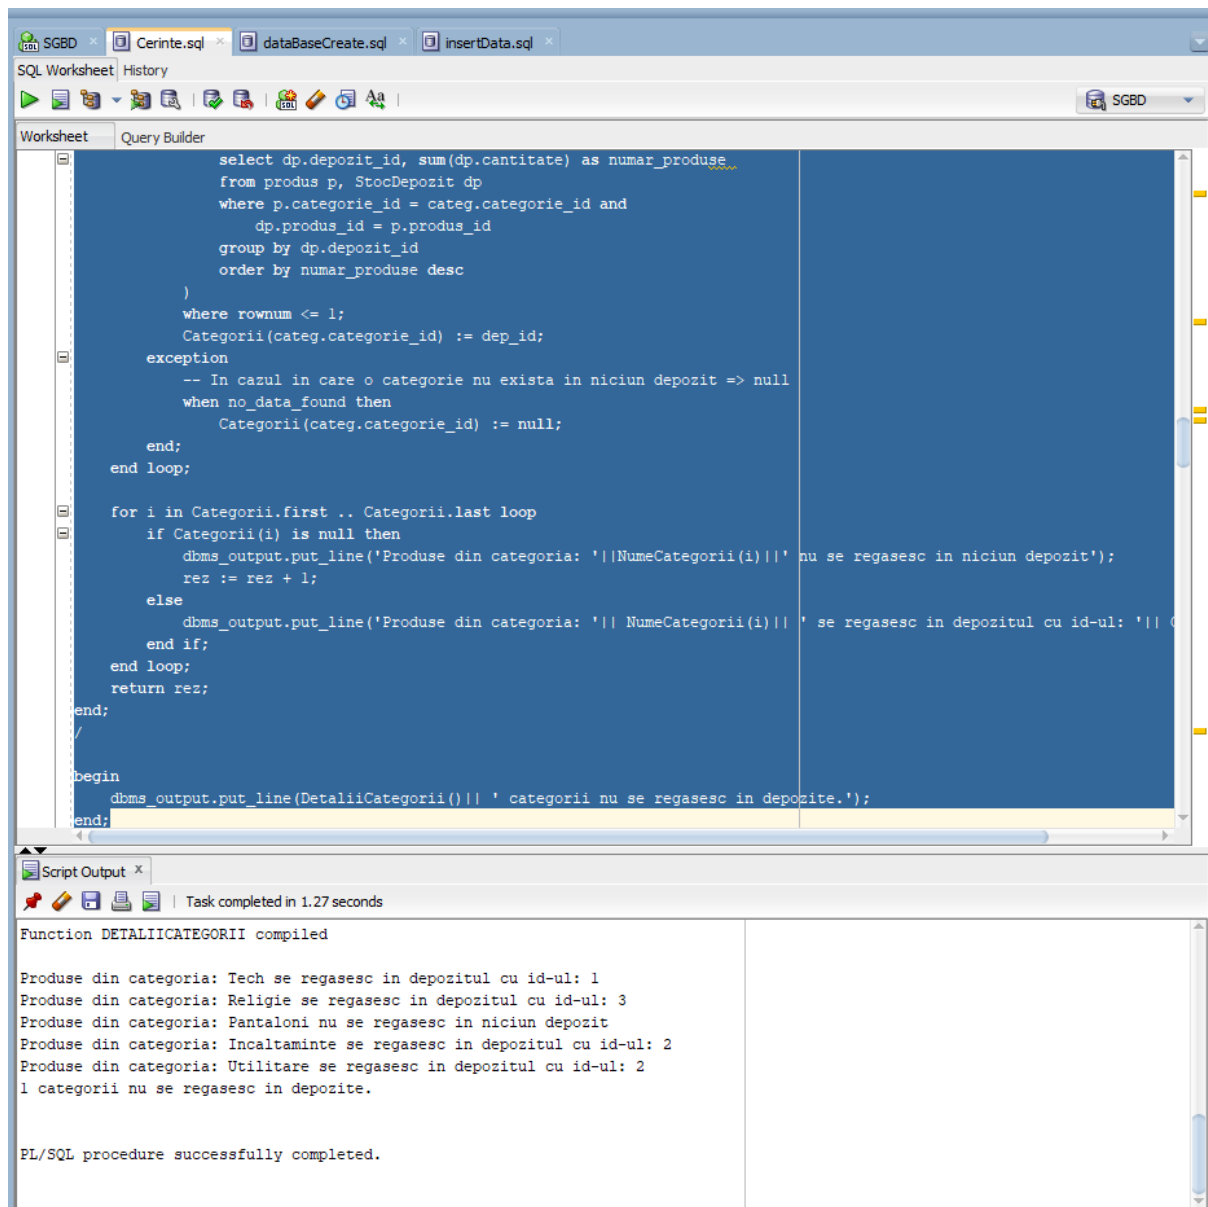 SGBD Cerinte.sql dataBaseCreate.sql insertData.sql
SQL Worksheet History
SGBD
Worksheet Query Builder
select dp.depozit_id, sum(dp.cantitate) as numar_produse
from produs p, StocDepozit dp
where p.categorie_id = categ.categorie_id and
dp.produs_id = p.produs_id
group by dp.depozit_id
order by numar_produse desc
)
where rownum <= 1;
Categorii(categ.categorie_id) := dep_id;
exception
-- In cazul in care o categorie nu exista in niciun depozit => null
when no_data_found then
Categorii(categ.categorie_id) := null;
end;
end loop;
for i in Categorii.first .. Categorii.last loop
if Categorii(i) is null then
dbms_output.put_line('Produse din categoria: '||NumeCategorii(i)||' nu se regasesc in niciun depozit');
rez := rez + 1;
else
dbms_output.put_line('Produse din categoria: '|| NumeCategorii(i)|| ' se regasesc in depozitul cu id-ul: '||
end if;
end loop;
return rez;
end;
/
begin
dbms_output.put_line(DetaliiCategorii()|| ' categorii nu se regasesc in depozite.');
end;
Script Output x
Task completed in 1.27 seconds
Function DETALIICATEGORII compiled
Produse din categoria: Tech se regasesc in depozitul cu id-ul: 1
Produse din categoria: Religie se regasesc in depozitul cu id-ul: 3
Produse din categoria: Pantaloni nu se regasesc in niciun depozit
Produse din categoria: Incaltaminte se regasesc in depozitul cu id-ul: 2
Produse din categoria: Utilitare se regasesc in depozitul cu id-ul: 2
1 categorii nu se regasesc in depozite.
PL/SQL procedure successfully completed.